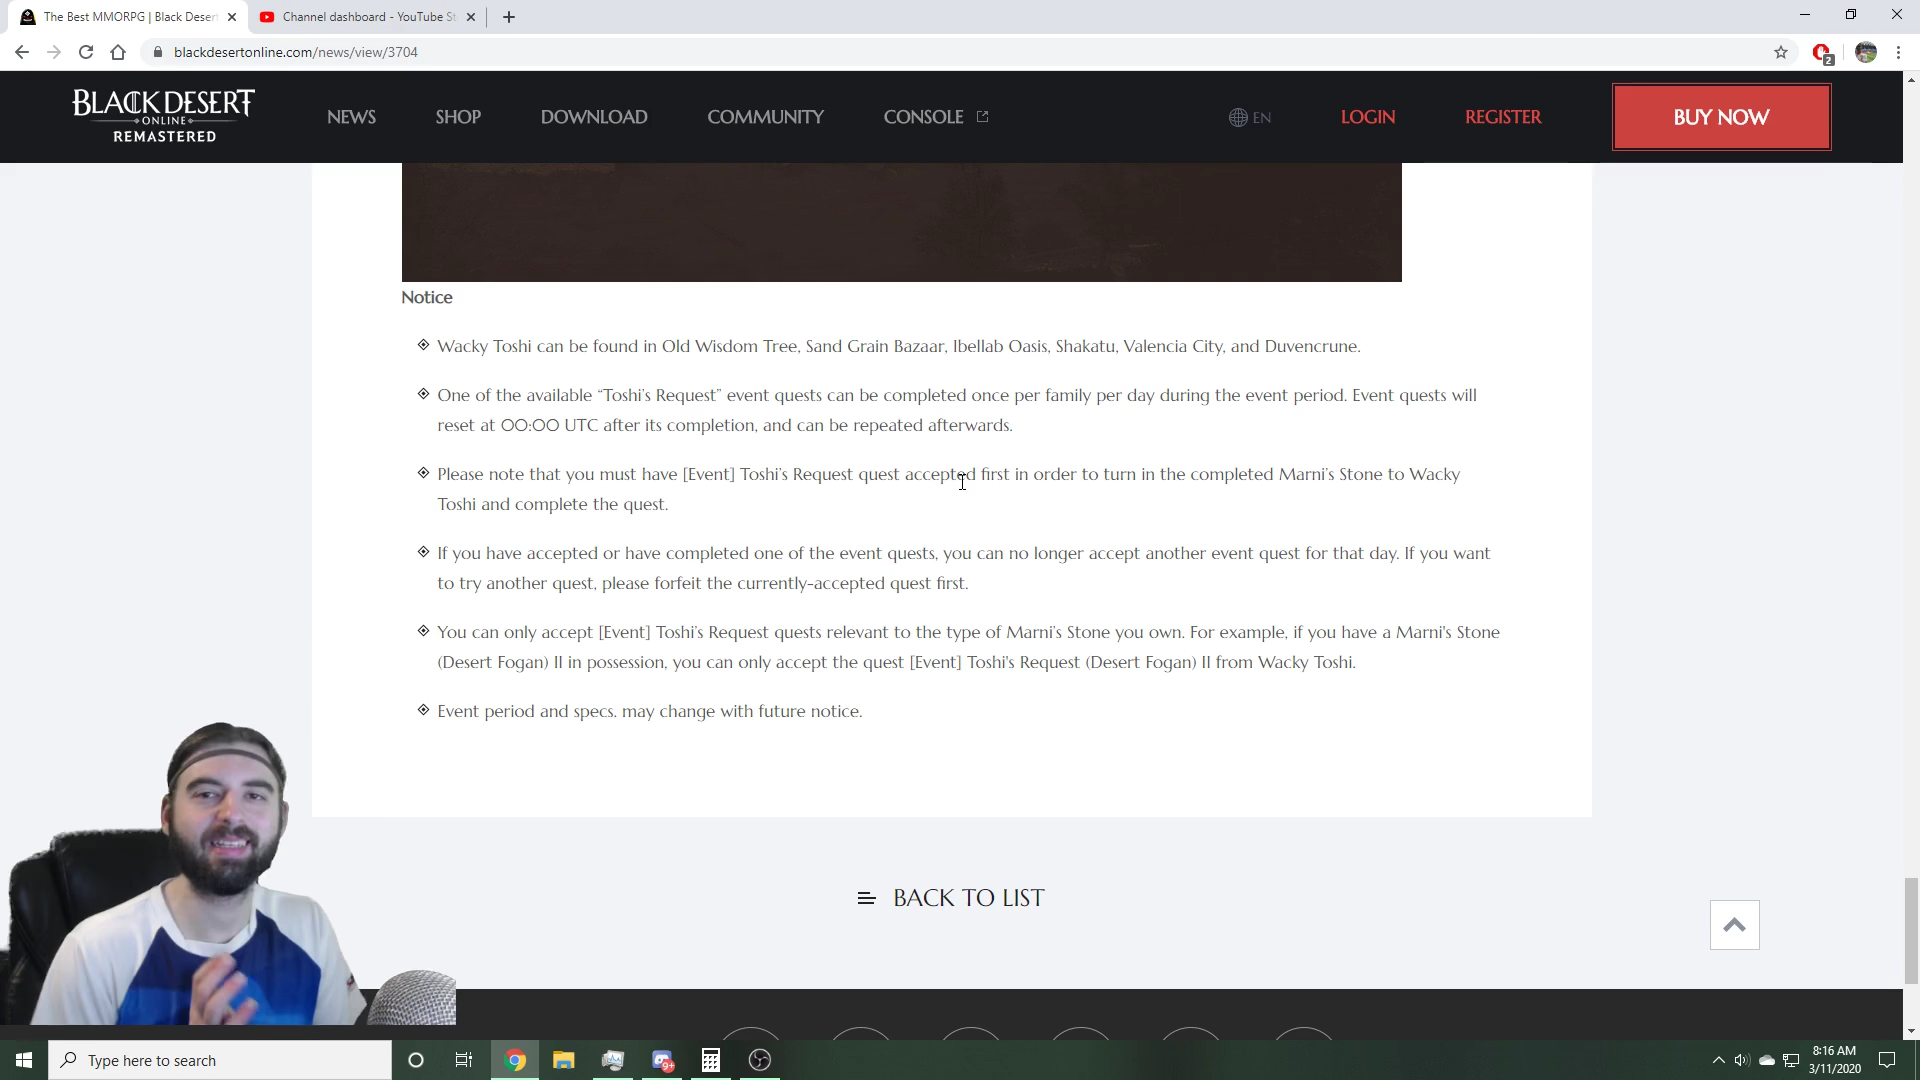 The Best MMORPG | Black Desert
Channel dashboard - YouTube St
blackdesertonline.com/news/view/3704
2
BLACK DESERT
ONLINE
REMASTERED
NEWS
SHOP
DOWNLOAD
COMMUNITY
CONSOLE
EN
LOGIN
REGISTER
BUY NOW
Notice
Wacky Toshi can be found in Old Wisdom Tree, Sand Grain Bazaar, Ibellab Oasis, Shakatu, Valencia City, and Duvencrune.
One of the available “Toshi’s Request” event quests can be completed once per family per day during the event period. Event quests will
reset at 00:00 UTC after its completion, and can be repeated afterwards.
Please note that you must have [Event] Toshi’s Request quest accepted first in order to turn in the completed Marni’s Stone to Wacky
Toshi and complete the quest.
If you have accepted or have completed one of the event quests, you can no longer accept another event quest for that day. If you want
to try another quest, please forfeit the currently-accepted quest first.
You can only accept [Event] Toshi’s Request quests relevant to the type of Marni’s Stone you own. For example, if you have a Marni's Stone
(Desert Fogan) II in possession, you can only accept the quest [Event] Toshi's Request (Desert Fogan) II from Wacky Toshi.
Event period and specs. may change with future notice.
BACK TO LIST
Type here to search
9+
8:16 AM
3/11/2020